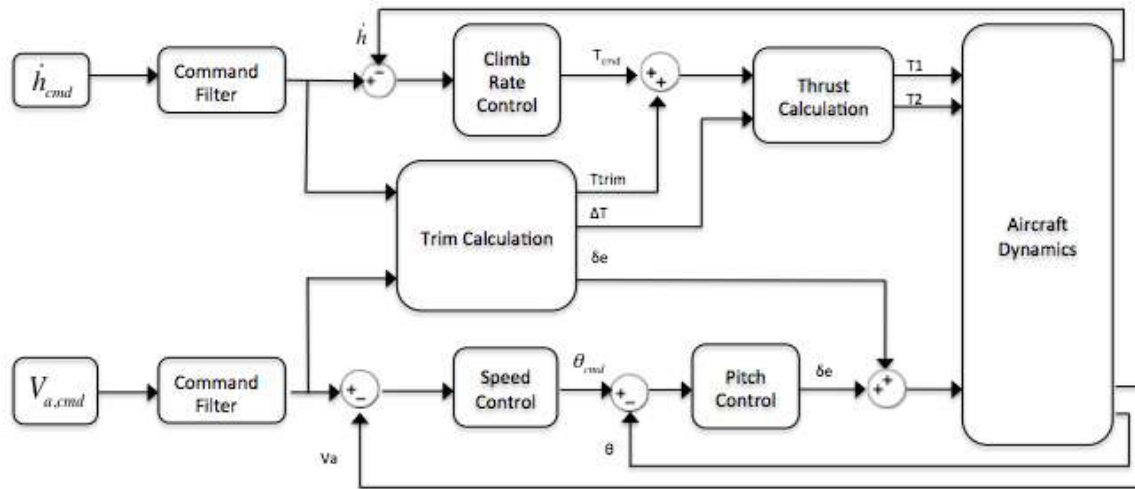 ḣ
ḣcmd
Command
Filter
+
−
Climb
Rate
Control
Tcmd
+
+
Thrust
Calculation
T1
T2
Trim Calculation
Ttrim
ΔT
δe
Aircraft
Dynamics
Va,cmd
Command
Filter
+
−
Speed
Control
θcmd
+
−
Pitch
Control
δe
+
+
Va
θ